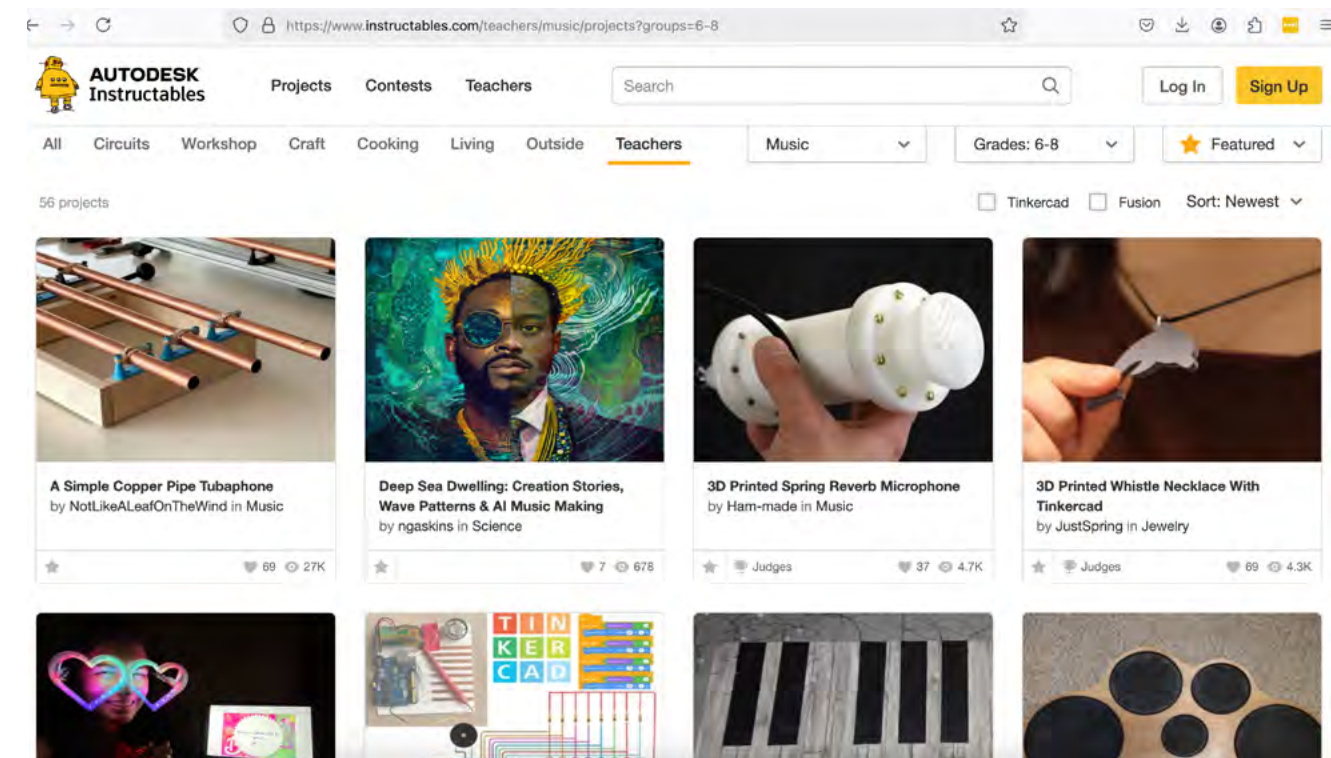 https://www.instructables.com/teachers/music/projects?groups=6-8
AUTODESK
Instructables
Projects Contests Teachers Search Log In Sign Up
All Circuits Workshop Craft Cooking Living Outside Teachers Music Grades: 6-8 Featured
56 projects Tinkercad Fusion Sort: Newest
A Simple Copper Pipe Tubaphone
by NotLikeALeafOnTheWind in Music
69 27K
Deep Sea Dwelling: Creation Stories,
Wave Patterns & AI Music Making
by ngaskins in Science
7 678
3D Printed Spring Reverb Microphone
by Ham-made in Music
Judges 37 4.7K
3D Printed Whistle Necklace With
Tinkercad
by JustSpring in Jewelry
Judges 69 4.3K
TIN
KER
CAD